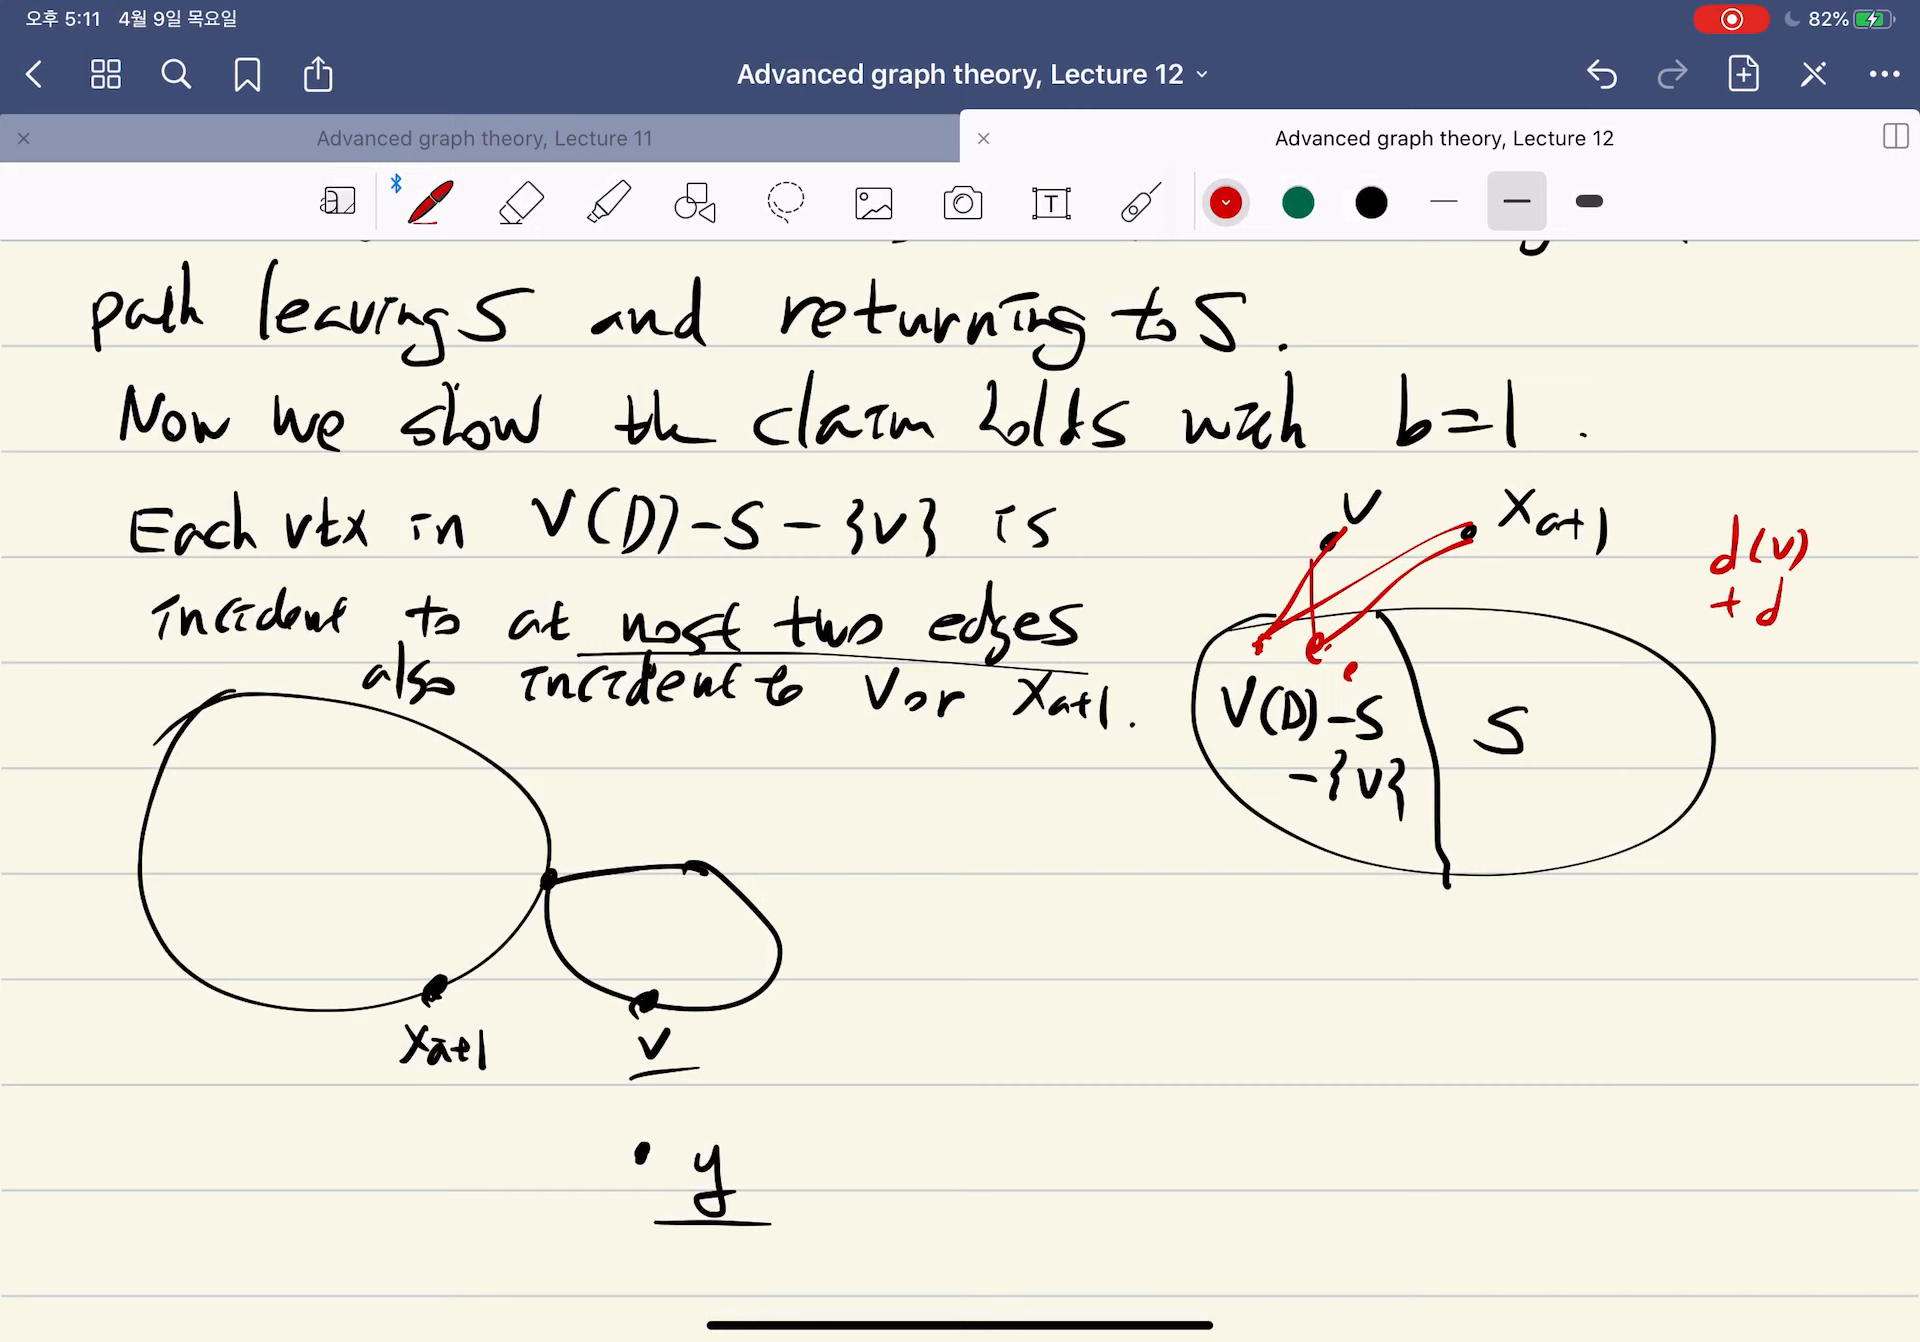 오후 5:11 4월 9일 목요일
82%
Advanced graph theory, Lecture 12
Advanced graph theory, Lecture 11
Advanced graph theory, Lecture 12
path leaving S and returning to S.
Now we show the claim holds with b=1.
Each vtx in V(D)-S-{v} is
incident to at most two edges
also incident to v or Xa+1.
v Xa+1
d(v)
+ d
V(D)-S
-{v}
S
Xa+1
v
y